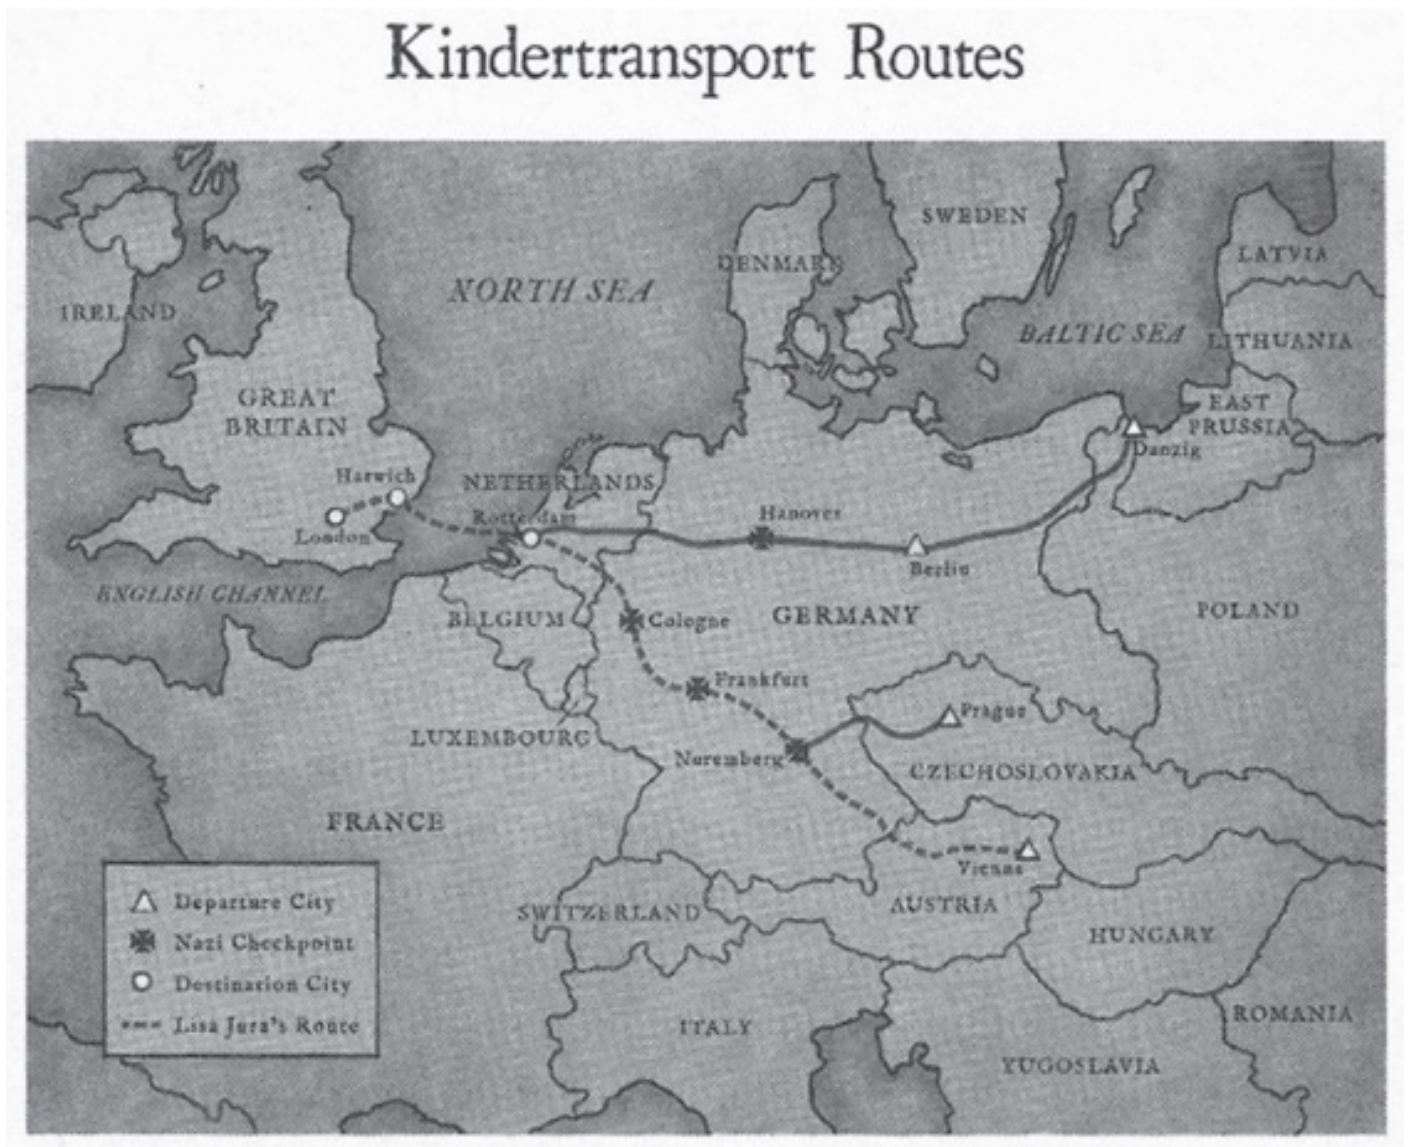 Kindertransport Routes
SWEDEN
LATVIA
DENMARK
NORTH SEA
IRELAND
BALTIC SEA
LITHUANIA
GREAT
BRITAIN
EAST
PRUSSIA
Danzig
Harwich
NETHERLANDS
Rotterdam
Hanover
London
Berlin
ENGLISH CHANNEL
BELGIUM
Cologne
GERMANY
POLAND
Frankfurt
Prague
LUXEMBOURG
Nuremberg
CZECHOSLOVAKIA
FRANCE
Vienna
Departure City
SWITZERLAND
AUSTRIA
Nazi Checkpoint
HUNGARY
Destination City
ROMANIA
Lisa Jura's Route
ITALY
YUGOSLAVIA